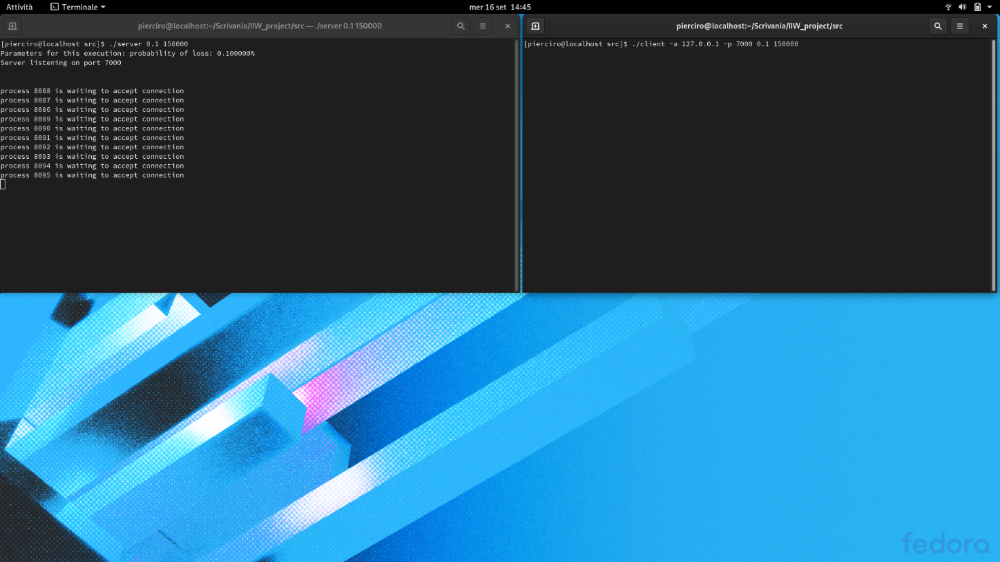 Attività
Terminale
mer 16 set 14:45
pierciro@localhost:~/Scrivania/IIW_project/src — ./server 0.1 150000
[pierciro@localhost src]$ ./server 0.1 150000
Parameters for this execution: probability of loss: 0.100000%
Server listening on port 7000
process 8088 is waiting to accept connection
process 8087 is waiting to accept connection
process 8086 is waiting to accept connection
process 8089 is waiting to accept connection
process 8090 is waiting to accept connection
process 8091 is waiting to accept connection
process 8092 is waiting to accept connection
process 8093 is waiting to accept connection
process 8094 is waiting to accept connection
process 8095 is waiting to accept connection
pierciro@localhost:~/Scrivania/IIW_project/src
[pierciro@localhost src]$ ./client -a 127.0.0.1 -p 7000 0.1 150000
fedora